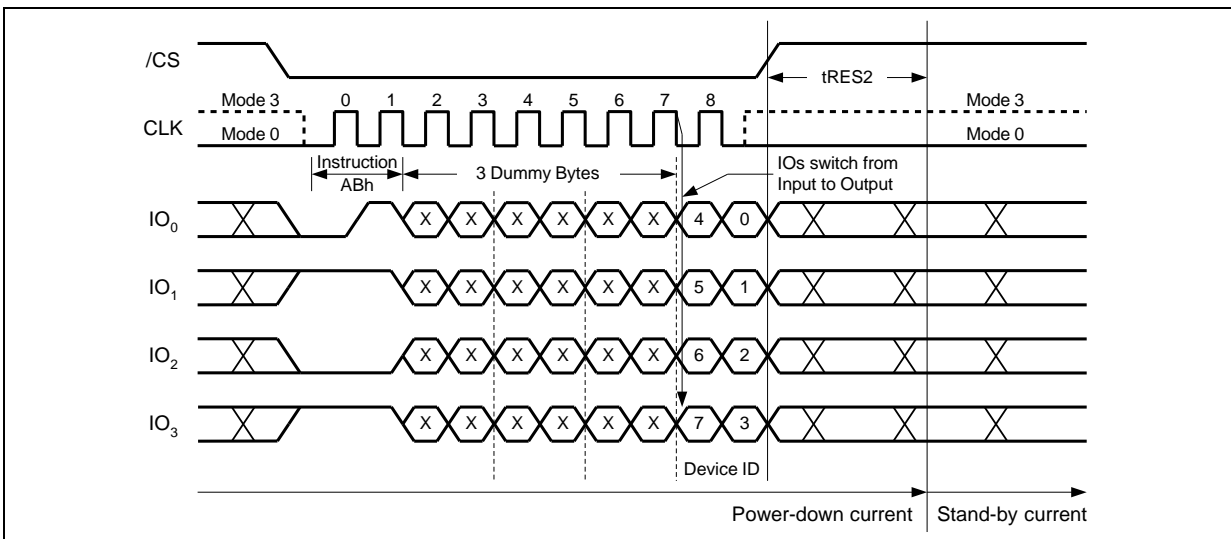 /CS
tRES2
Mode 3
0 1 2 3 4 5 6 7 8
Mode 3
CLK
Mode 0
Mode 0
Instruction
ABh
3 Dummy Bytes
IOs switch from
Input to Output
IO0 X X X X X X 4 0
IO1 X X X X X X 5 1
IO2 X X X X X X 6 2
IO3 X X X X X X 7 3
Device ID
Power-down current
Stand-by current